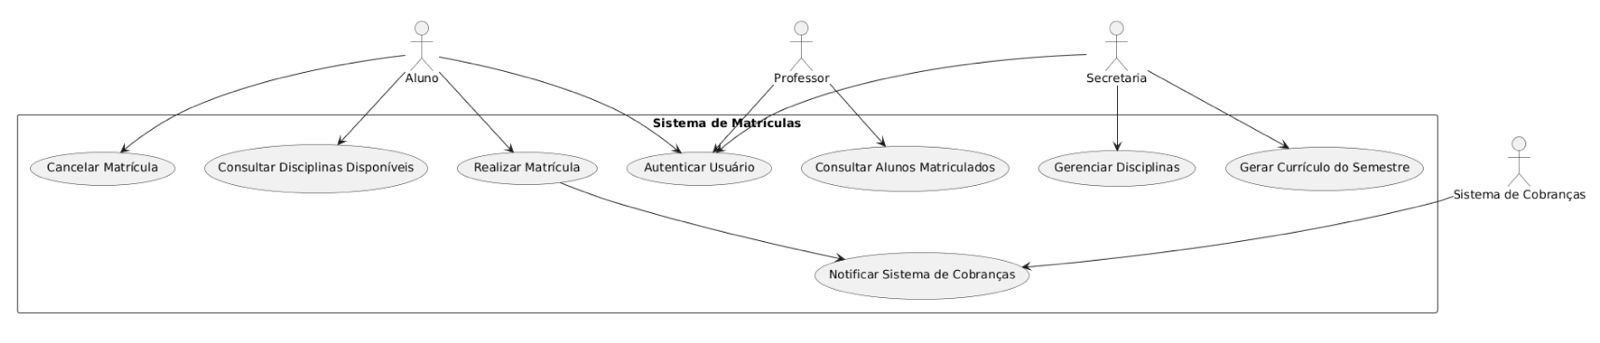 Aluno
Professor
Secretaria
Sistema de Matrículas
Cancelar Matrícula
Consultar Disciplinas Disponíveis
Realizar Matrícula
Autenticar Usuário
Consultar Alunos Matriculados
Gerenciar Disciplinas
Gerar Currículo do Semestre
Sistema de Cobranças
Notificar Sistema de Cobranças